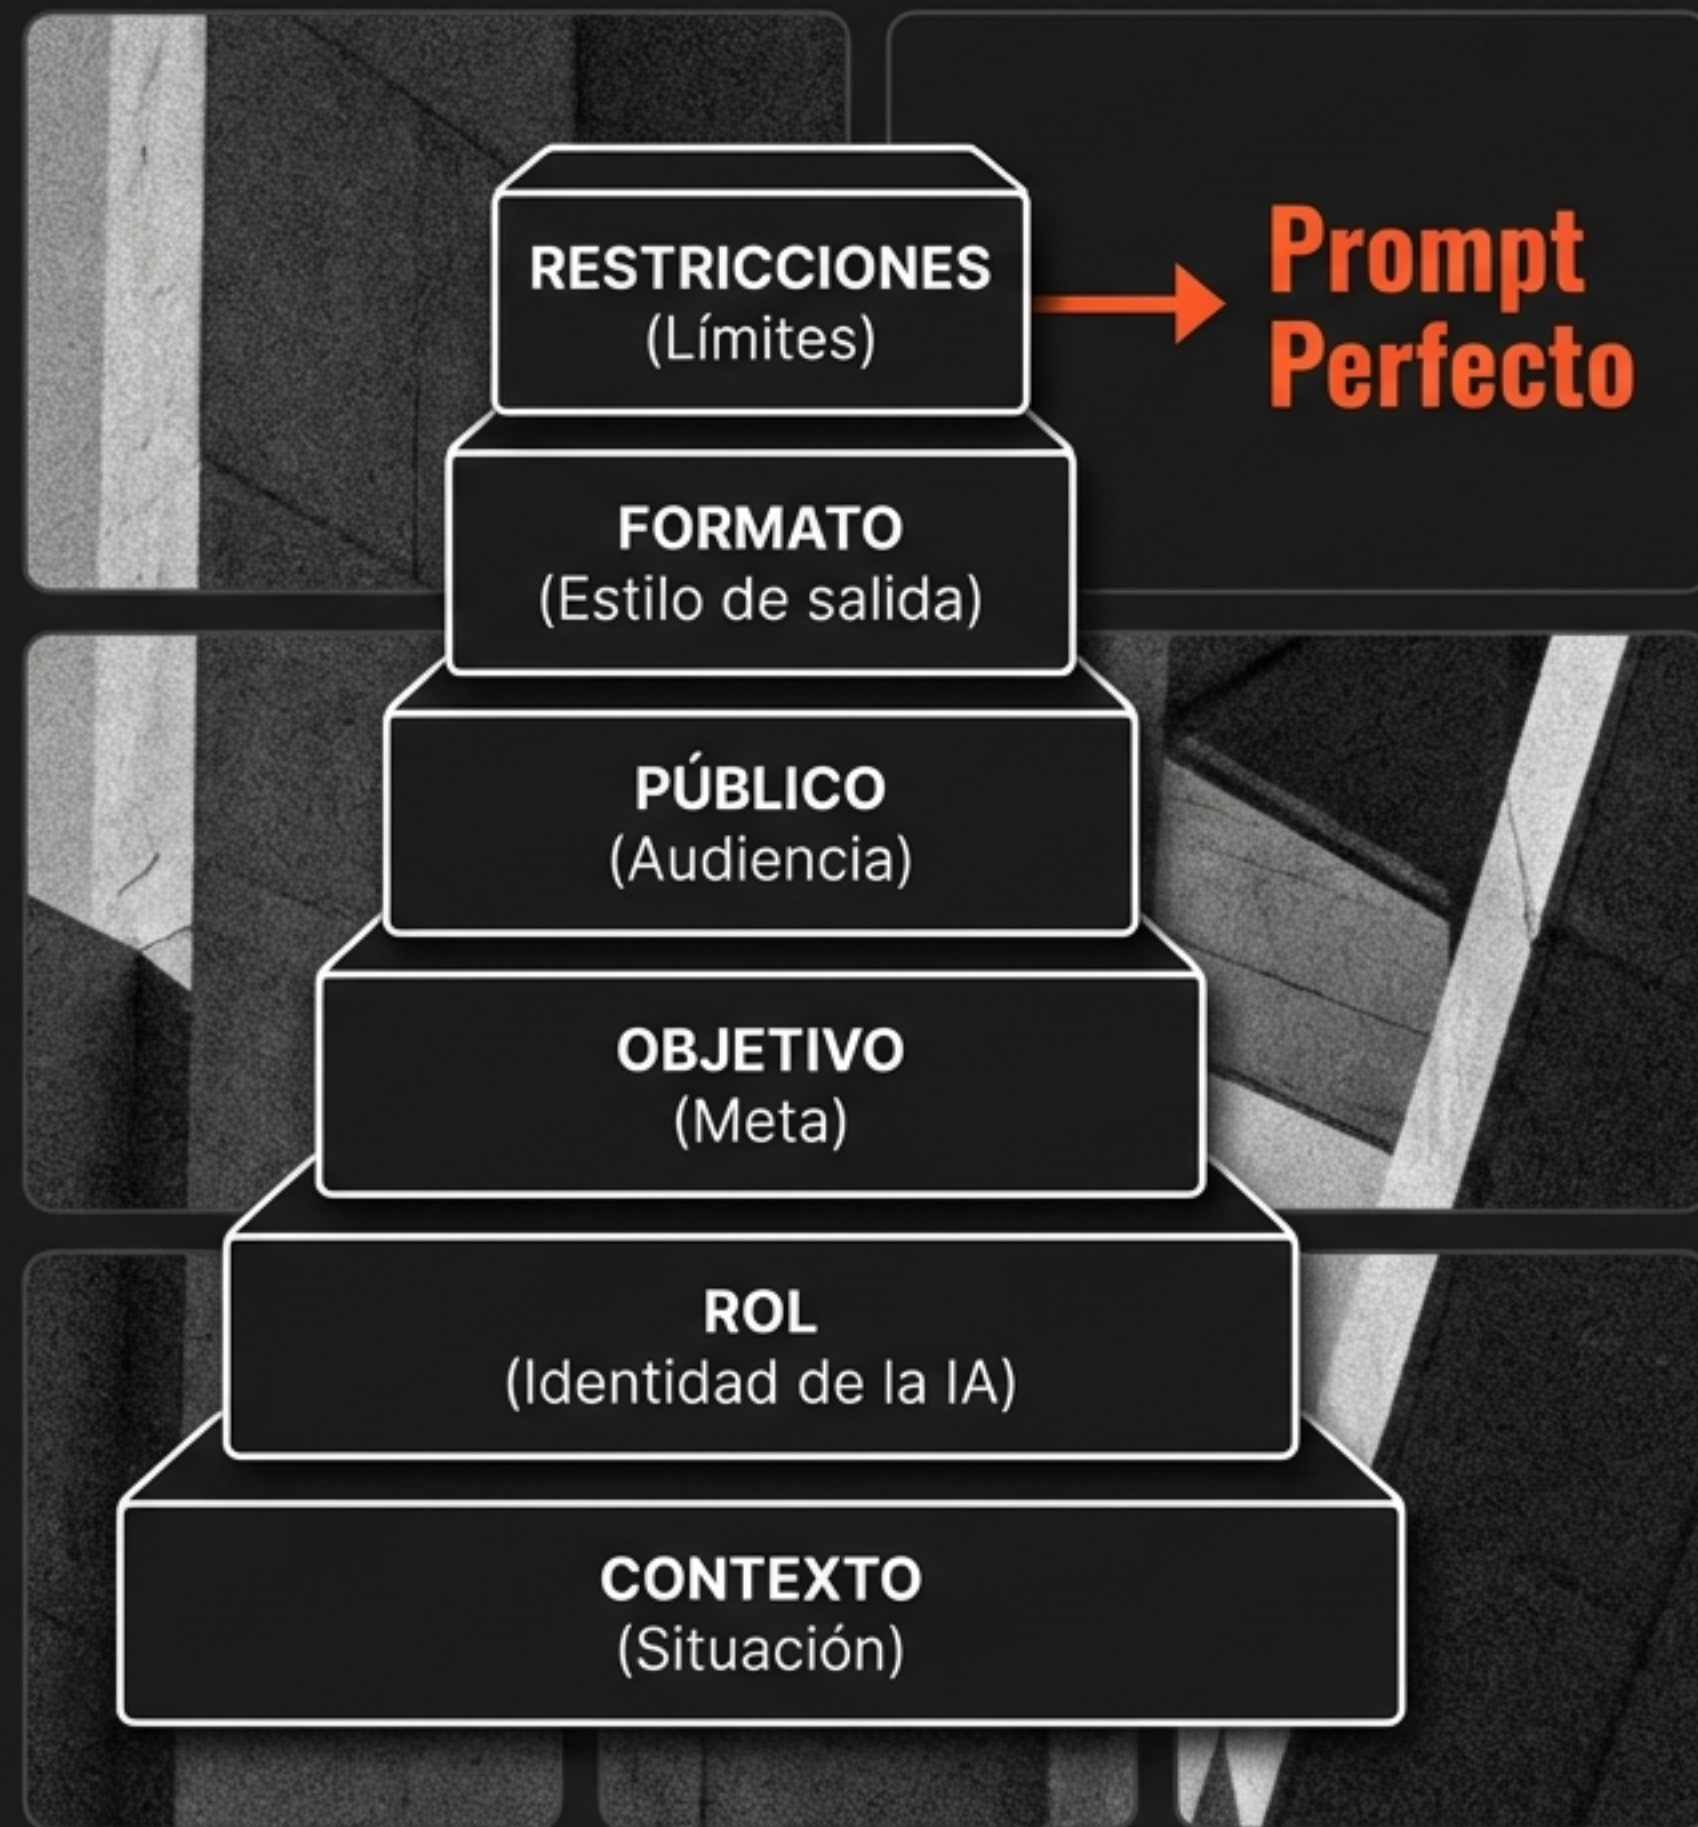 RESTRICCIONES
(Límites)
Prompt
Perfecto
FORMATO
(Estilo de salida)
PÚBLICO
(Audiencia)
OBJETIVO
(Meta)
ROL
(Identidad de la IA)
CONTEXTO
(Situación)